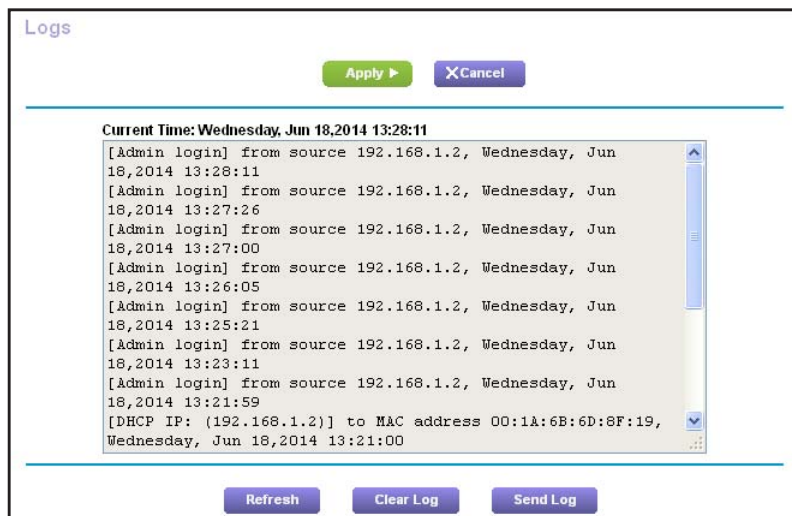 Logs
Apply ▶
XCancel
Current Time: Wednesday, Jun 18,2014 13:28:11
[Admin login] from source 192.168.1.2, Wednesday, Jun
18,2014 13:28:11
[Admin login] from source 192.168.1.2, Wednesday, Jun
18,2014 13:27:26
[Admin login] from source 192.168.1.2, Wednesday, Jun
18,2014 13:27:00
[Admin login] from source 192.168.1.2, Wednesday, Jun
18,2014 13:26:05
[Admin login] from source 192.168.1.2, Wednesday, Jun
18,2014 13:25:21
[Admin login] from source 192.168.1.2, Wednesday, Jun
18,2014 13:23:11
[Admin login] from source 192.168.1.2, Wednesday, Jun
18,2014 13:21:59
[DHCP IP: (192.168.1.2)] to MAC address 00:1A:6B:6D:8F:19,
Wednesday, Jun 18,2014 13:21:00
Refresh
Clear Log
Send Log